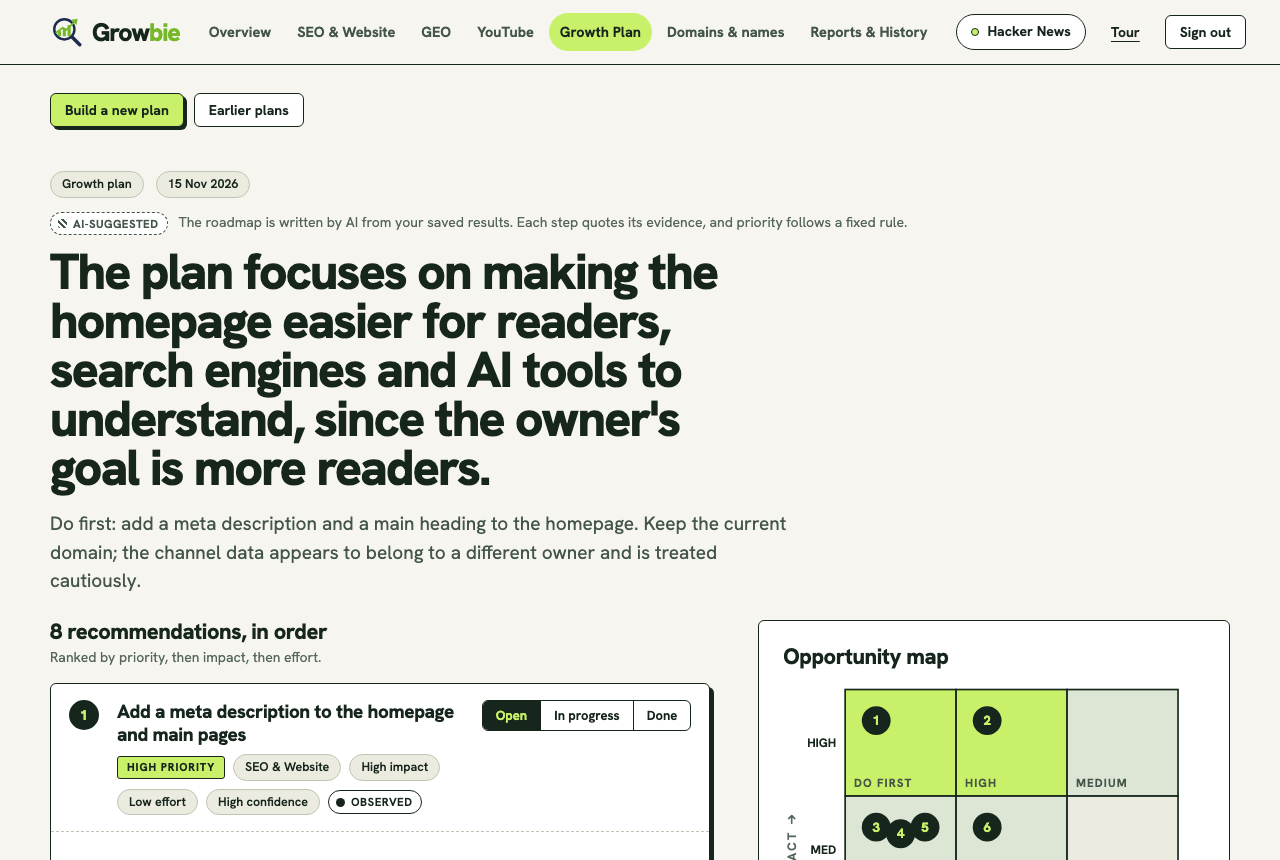 Growbie
Overview
SEO & Website
GEO
YouTube
Growth Plan
Domains & names
Reports & History
Hacker News
Tour
Sign out
Build a new plan
Earlier plans
Growth plan
15 Nov 2026
AI-SUGGESTED
The roadmap is written by AI from your saved results. Each step quotes its evidence, and priority follows a fixed rule.
The plan focuses on making the
homepage easier for readers,
search engines and AI tools to
understand, since the owner's
goal is more readers.
Do first: add a meta description and a main heading to the homepage. Keep the current
domain; the channel data appears to belong to a different owner and is treated
cautiously.
8 recommendations, in order
Ranked by priority, then impact, then effort.
1
Add a meta description to the homepage
and main pages
Open
In progress
Done
HIGH PRIORITY
SEO & Website
High impact
Low effort
High confidence
OBSERVED
Opportunity map
HIGH
1
2
DO FIRST
HIGH
MEDIUM
ACT →
MED
3
4
5
6